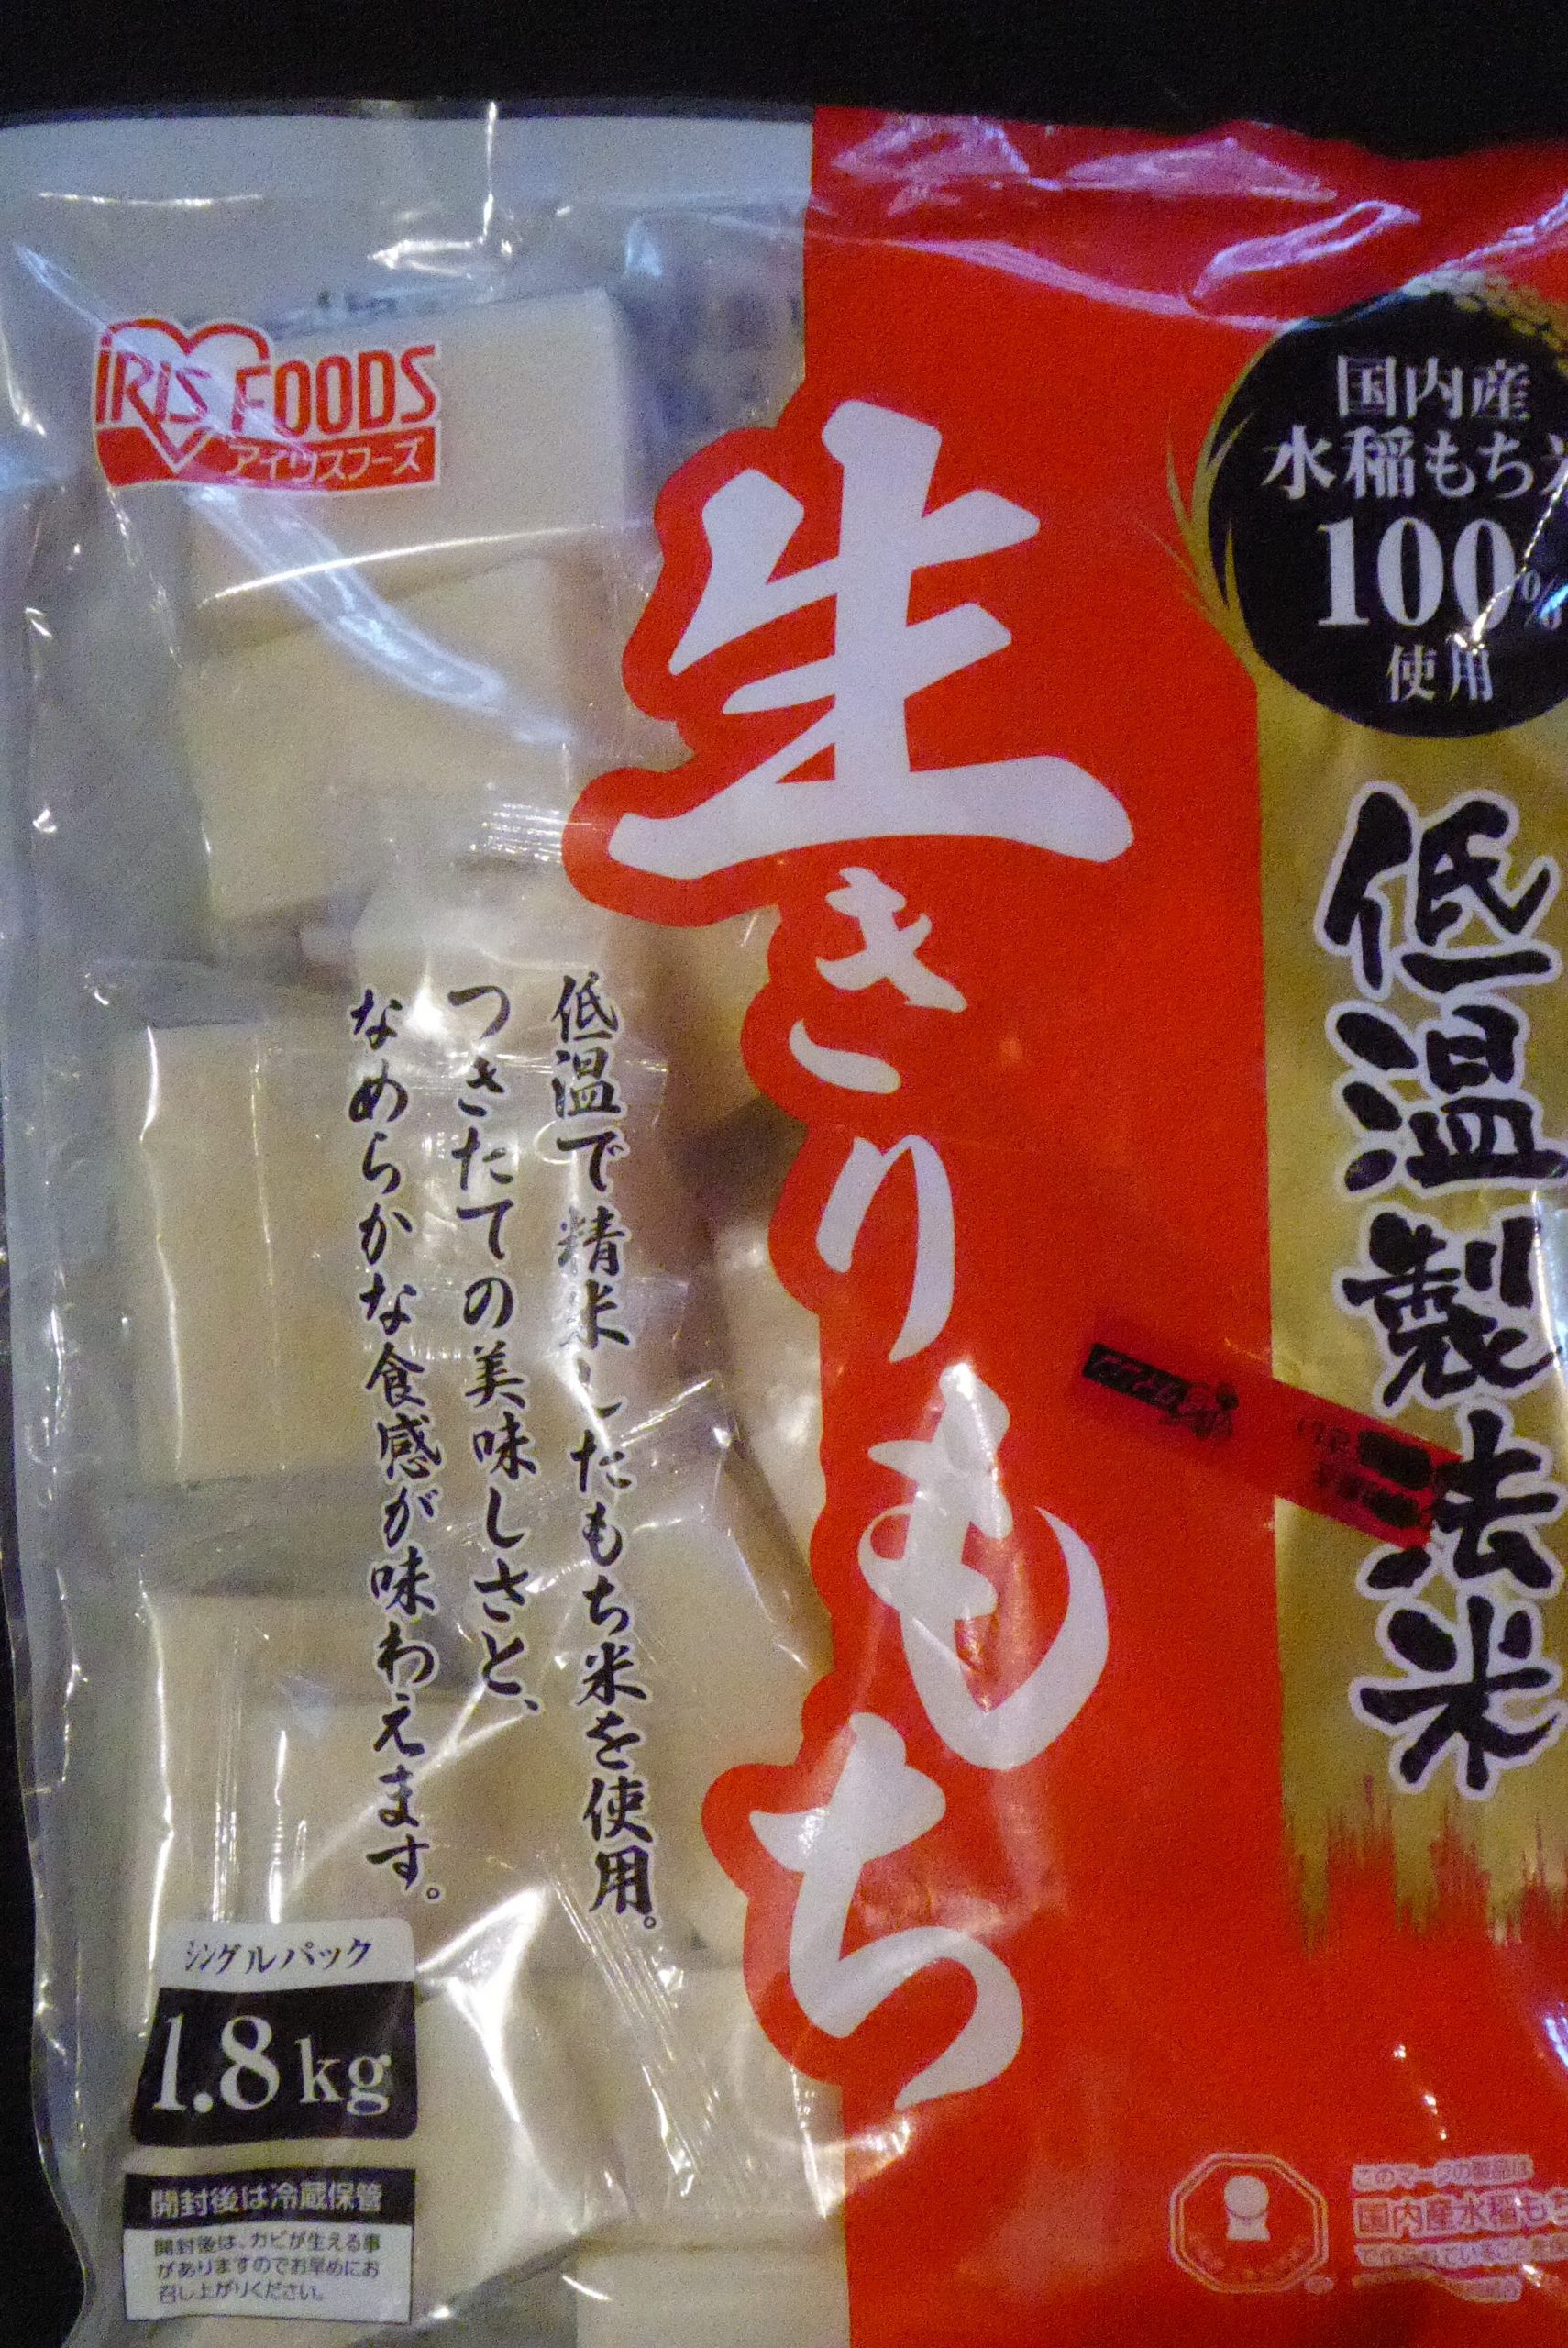 IRIS FOODS
アイリスフーズ
国内産
水稲もち
100%
使用
生きりもち
低温製法米
低温で精米したもち米を使用。
つきたての美味しさと、
なめらかな食感が味わえます。
シングルパック
1.8kg
開封後は冷蔵保管
開封後は、カビが生える事
がありますのでお早めにお
召し上がりください。
このマークの製品は
国内産水稲も